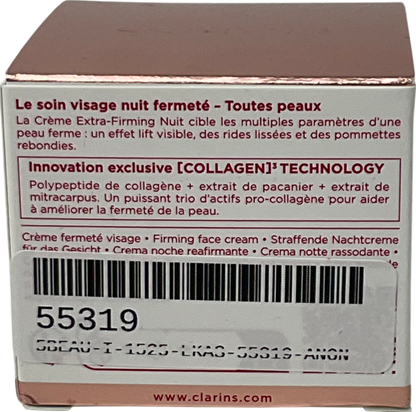 Le soin visage nuit fermeté – Toutes peaux
La Crème Extra-Firming Nuit cible les multiples paramètres d'une
peau ferme : un effet lift visible, des rides lissées et des pommettes
rebondies.
Innovation exclusive [COLLAGEN]³ TECHNOLOGY
Polypeptide de collagène + extrait de pacanier + extrait de
mitracarpus. Un puissant trio d'actifs pro-collagène pour aider
à améliorer la fermeté de la peau.
Crème fermeté visage • Firming face cream • Straffende Nachtcreme
für das Gesicht • Crema noche reafirmante • Crema notte rassodante •
55319
5BEAU-I-1525-LKAS-55319-ANON
www.clarins.com